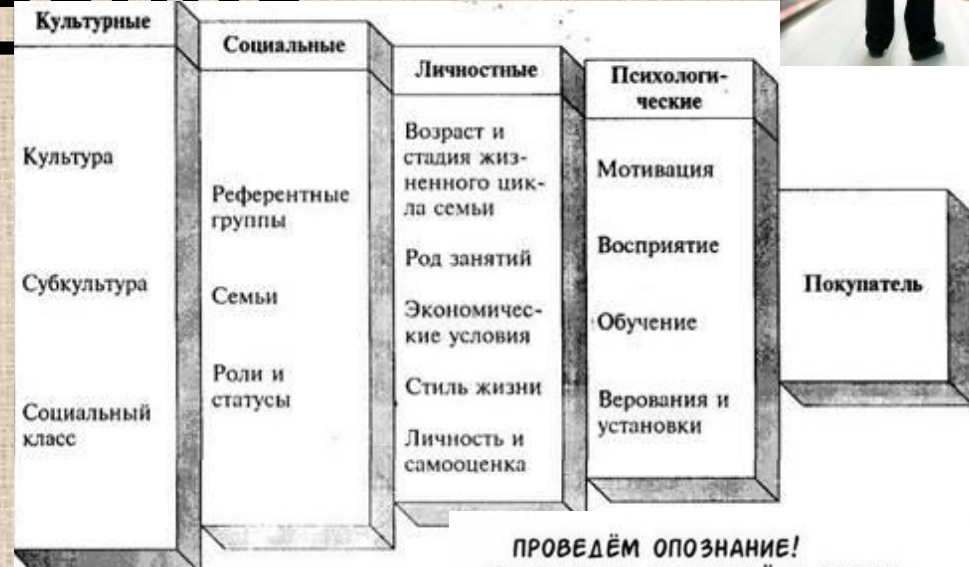 Культурные
Культура
Субкультура
Социальный
класс
Социальные
Референтные
группы
Семьи
Роли и
статусы
Личностные
Возраст и
стадия жиз-
ненного цик-
ла семьи
Род занятий
Экономичес-
кие условия
Стиль жизни
Личность и
самооценка
Психологи-
ческие
Мотивация
Восприятие
Обучение
Верования и
установки
Покупатель
ПРОВЕДЁМ ОПОЗНАНИЕ!